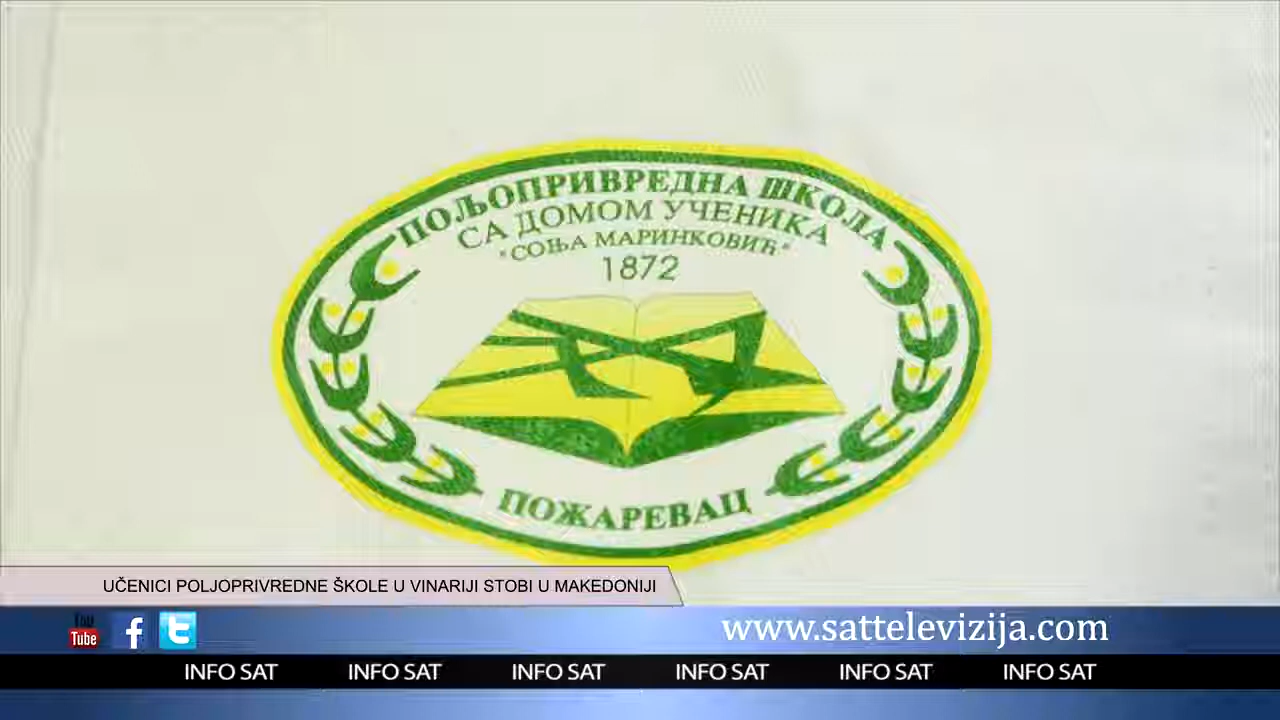 ПОЉОПРИВРЕДНА ШКОЛА
СА ДОМОМ УЧЕНИКА
"СОЊА МАРИНКОВИЋ"
1872
ПОЖАРЕВАЦ
UČENICI POLJOPRIVREDNE ŠKOLE U VINARIJI STOBI U MAKEDONIJI
You
Tube
f
www.sattelevizija.com
INFO SAT INFO SAT INFO SAT INFO SAT INFO SAT INFO SAT